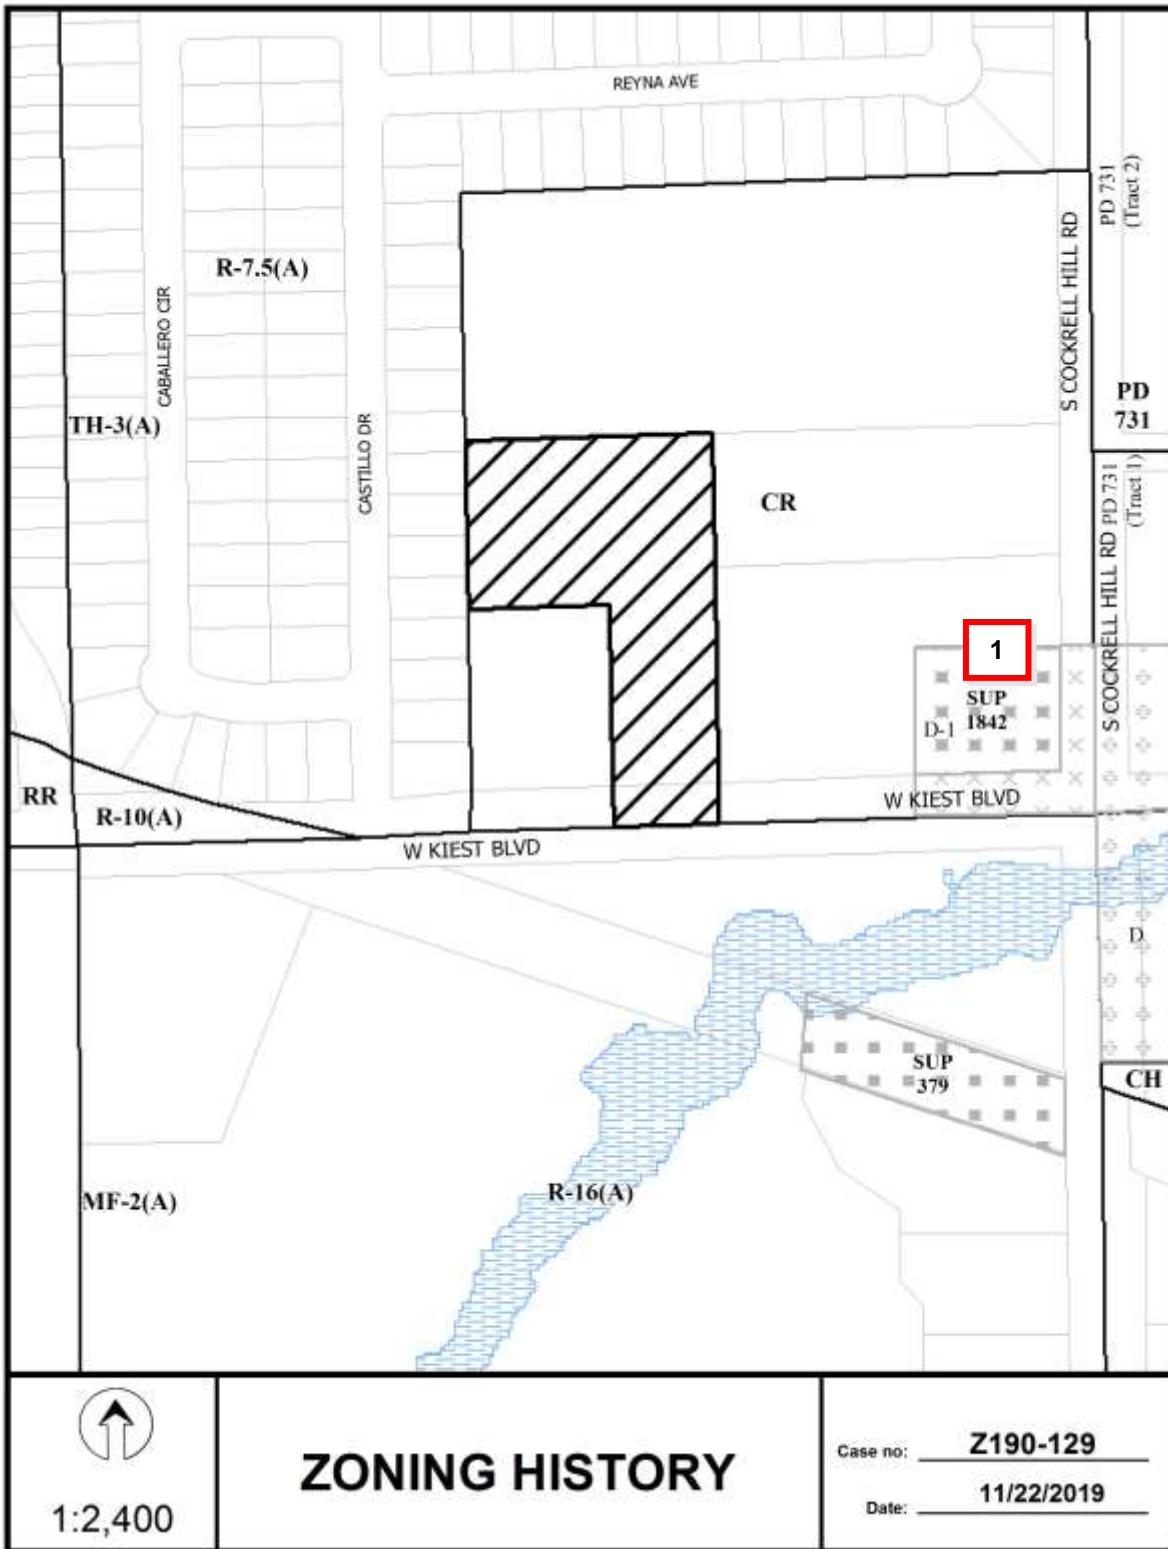 REYNA AVE
PD 731
(Tract 2)
R-7.5(A)
S COCKRELL HILL RD
CABALLERO CIR
PD
731
TH-3(A)
CASTILLO DR
CR
S COCKRELL HILL RD
PD 731
(Tract 1)
1
SUP
1842
D-1
RR
R-10(A)
W KIEST BLVD
W KIEST BLVD
D
SUP
379
CH
MF-2(A)
R-16(A)
1:2,400
ZONING HISTORY
Case no: Z190-129
Date: 11/22/2019